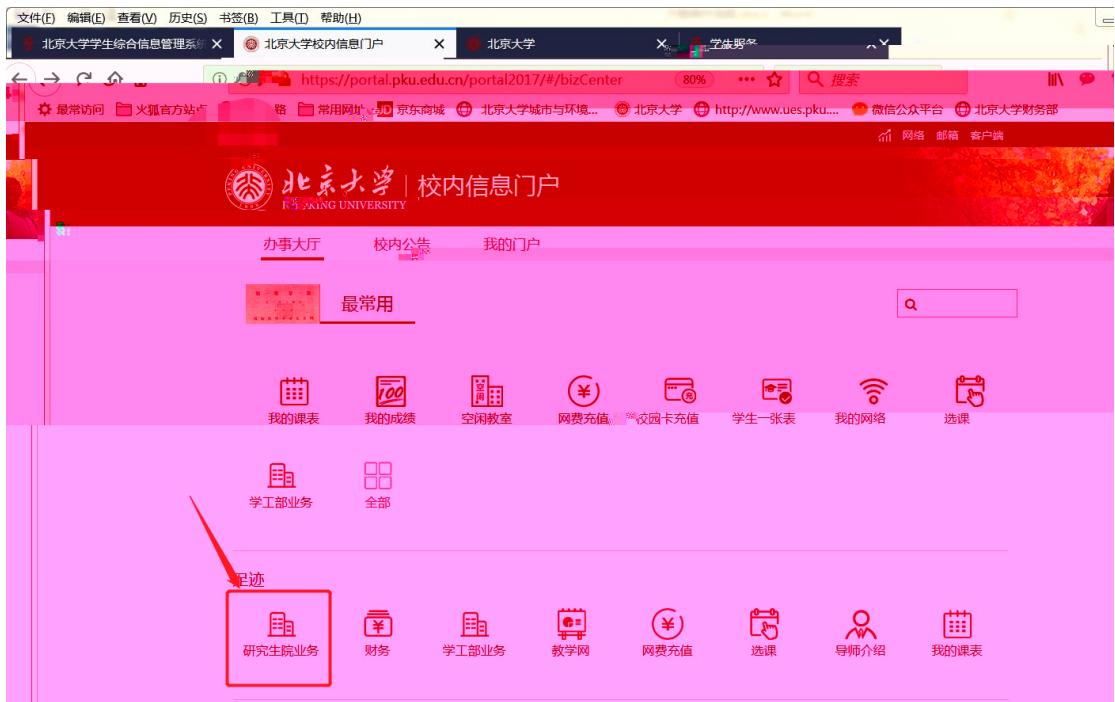 文件(F) 编辑(E) 查看(V) 历史(S) 书签(B) 工具(T) 帮助(H)
北京大学学生综合信息管理系统 北京大学校内信息门户 北京大学
https://portal.pku.edu.cn/portal2017/#/bizCenter 80% 搜索
最常访问 火狐官方站点 常用网址 JD 京东商城 北京大学城市与环境... 北京大学 http://www.ues.pku.... 微信公众平台 北京大学财务部
网络 邮箱 客户端
北京大学 校内信息门户
PEKING UNIVERSITY
办事大厅 校内公告 我的门户
最常用
我的课表 我的成绩 空闲教室 网费充值 校园卡充值 学生一张表 我的网络 选课
学工部业务 全部
足迹
研究生院业务 财务 学工部业务 教学网 网费充值 选课 导师介绍 我的课表